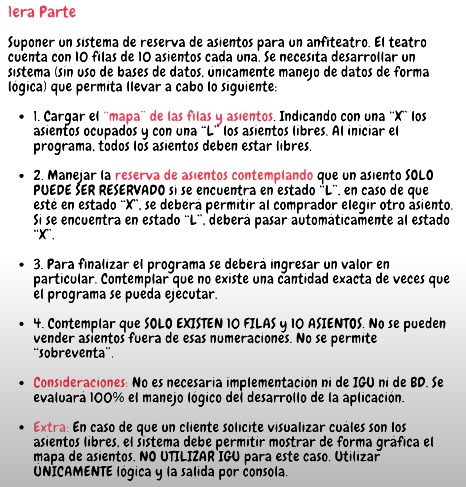 1era Parte
Suponer un sistema de reserva de asientos para un anfiteatro. El teatro
cuenta con 10 filas de 10 asientos cada una. Se necesita desarrollar un
sistema (sin uso de bases de datos, únicamente manejo de datos de forma
lógica) que permita llevar a cabo lo siguiente:
• 1. Cargar el "mapa" de las filas y asientos. Indicando con una "X" los
asientos ocupados y con una "L" los asientos libres. Al iniciar el
programa, todos los asientos deben estar libres.
• 2. Manejar la reserva de asientos contemplando que un asiento SOLO
PUEDE SER RESERVADO si se encuentra en estado "L", en caso de que
este en estado "X", se deberá permitir al comprador elegir otro asiento.
Si se encuentra en estado "L", deberá pasar automáticamente al estado
"X".
• 3. Para finalizar el programa se deberá ingresar un valor en
particular. Contemplar que no existe una cantidad exacta de veces que
el programa se pueda ejecutar.
• 4. Contemplar que SOLO EXISTEN 10 FILAS y 10 ASIENTOS. No se pueden
vender asientos fuera de esas numeraciones. No se permite
"sobreventa".
• Consideraciones: No es necesaria implementación ni de IGU ni de BD. Se
evaluará 100% el manejo lógico del desarrollo de la aplicación.
• Extra: En caso de que un cliente solicite visualizar cuáles son los
asientos libres, el sistema debe permitir mostrar de forma gráfica el
mapa de asientos. NO UTILIZAR IGU para este caso. Utilizar
ÚNICAMENTE lógica y la salida por consola.